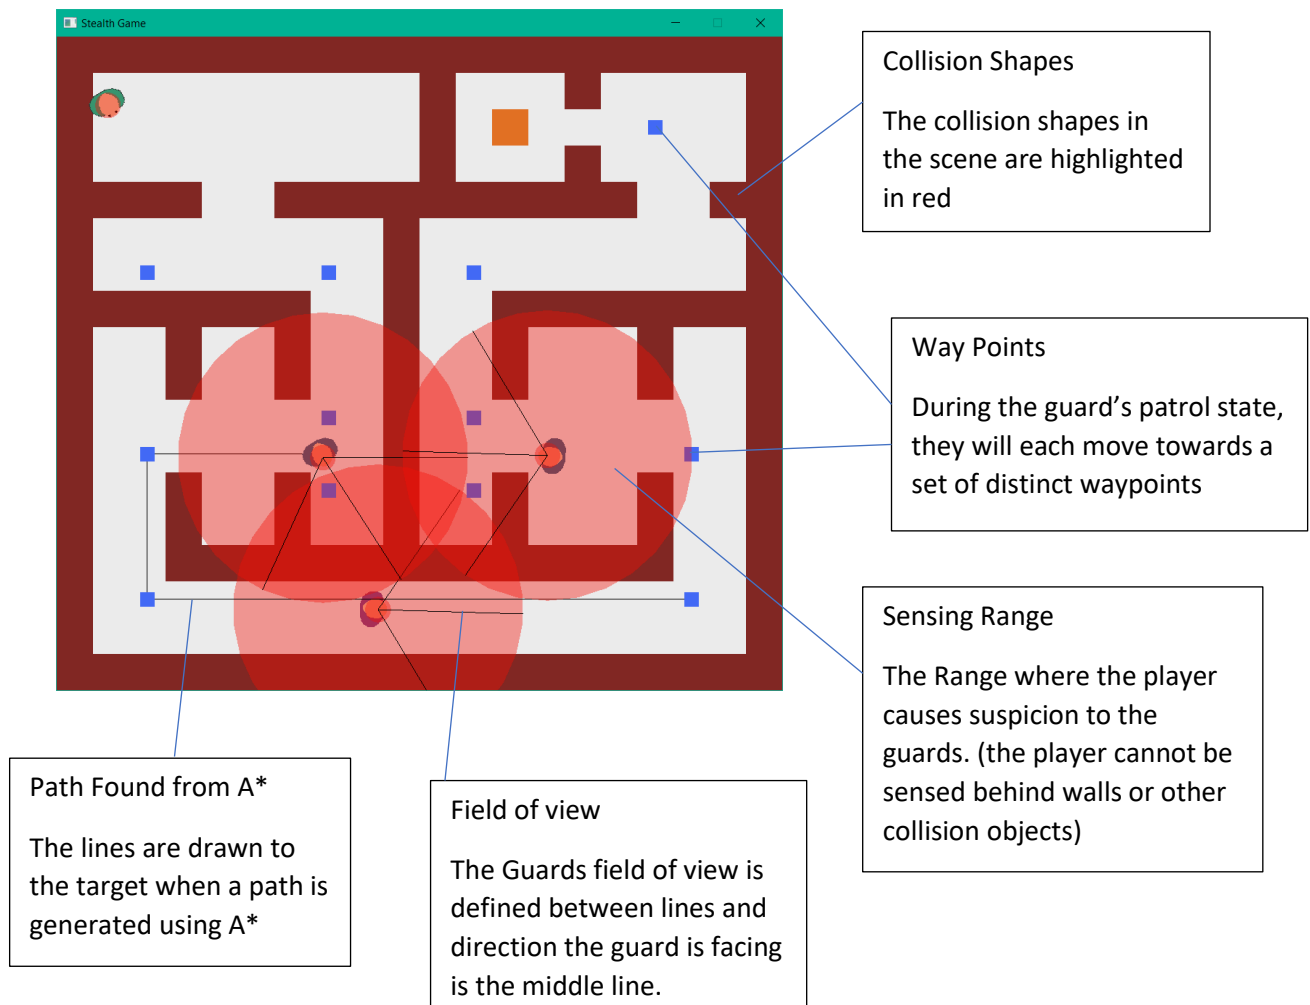 Stealth Game
Collision Shapes
The collision shapes in
the scene are highlighted
in red
Way Points
During the guard’s patrol state,
they will each move towards a
set of distinct waypoints
Sensing Range
The Range where the player
causes suspicion to the
guards. (the player cannot be
sensed behind walls or other
collision objects)
Path Found from A*
The lines are drawn to
the target when a path is
generated using A*
Field of view
The Guards field of view is
defined between lines and
direction the guard is facing
is the middle line.